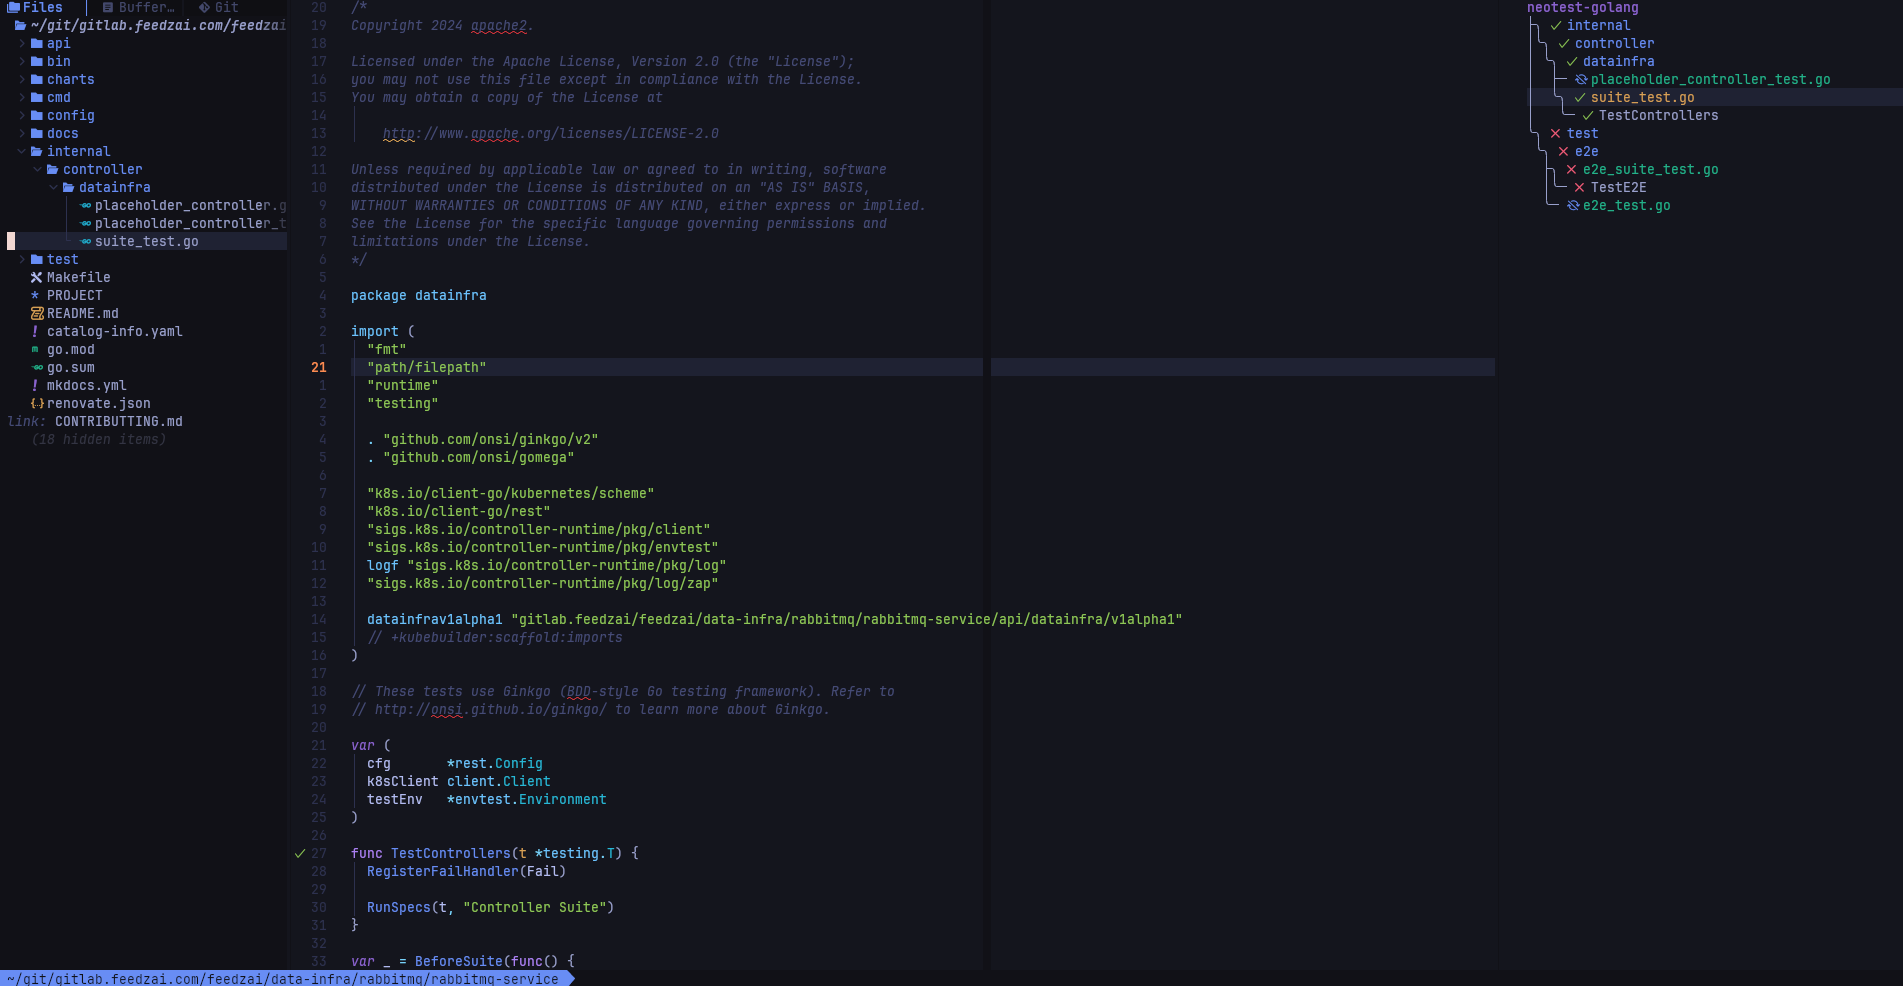 Files Buffer… Git
~/git/gitlab.feedzai.com/feedzai
api
bin
charts
cmd
config
docs
internal
controller
datainfra
placeholder_controller.g
placeholder_controller_t
suite_test.go
test
Makefile
PROJECT
README.md
catalog-info.yaml
go.mod
go.sum
mkdocs.yml
renovate.json
link: CONTRIBUTTING.md
(18 hidden items)
20 /*
19 Copyright 2024 apache2.
18
17 Licensed under the Apache License, Version 2.0 (the "License");
16 you may not use this file except in compliance with the License.
15 You may obtain a copy of the License at
14
13 http://www.apache.org/licenses/LICENSE-2.0
12
11 Unless required by applicable law or agreed to in writing, software
10 distributed under the License is distributed on an "AS IS" BASIS,
9 WITHOUT WARRANTIES OR CONDITIONS OF ANY KIND, either express or implied.
8 See the License for the specific language governing permissions and
7 limitations under the License.
6 */
5
4 package datainfra
3
2 import (
1 "fmt"
21 "path/filepath"
1 "runtime"
2 "testing"
3
4 . "github.com/onsi/ginkgo/v2"
5 . "github.com/onsi/gomega"
6
7 "k8s.io/client-go/kubernetes/scheme"
8 "k8s.io/client-go/rest"
9 "sigs.k8s.io/controller-runtime/pkg/client"
10 "sigs.k8s.io/controller-runtime/pkg/envtest"
11 logf "sigs.k8s.io/controller-runtime/pkg/log"
12 "sigs.k8s.io/controller-runtime/pkg/log/zap"
13
14 datainfrav1alpha1 "gitlab.feedzai/feedzai/data-infra/rabbitmq/rabbitmq-service/api/datainfra/v1alpha1"
15 // +kubebuilder:scaffold:imports
16 )
17
18 // These tests use Ginkgo (BDD-style Go testing framework). Refer to
19 // http://onsi.github.io/ginkgo/ to learn more about Ginkgo.
20
21 var (
22 cfg *rest.Config
23 k8sClient client.Client
24 testEnv *envtest.Environment
25 )
26
27 func TestControllers(t *testing.T) {
28 RegisterFailHandler(Fail)
29
30 RunSpecs(t, "Controller Suite")
31 }
32
33 var _ = BeforeSuite(func() {
neotest-golang
internal
controller
datainfra
placeholder_controller_test.go
suite_test.go
TestControllers
test
e2e
e2e_suite_test.go
TestE2E
e2e_test.go
~/git/gitlab.feedzai.com/feedzai/data-infra/rabbitmq/rabbitmq-service